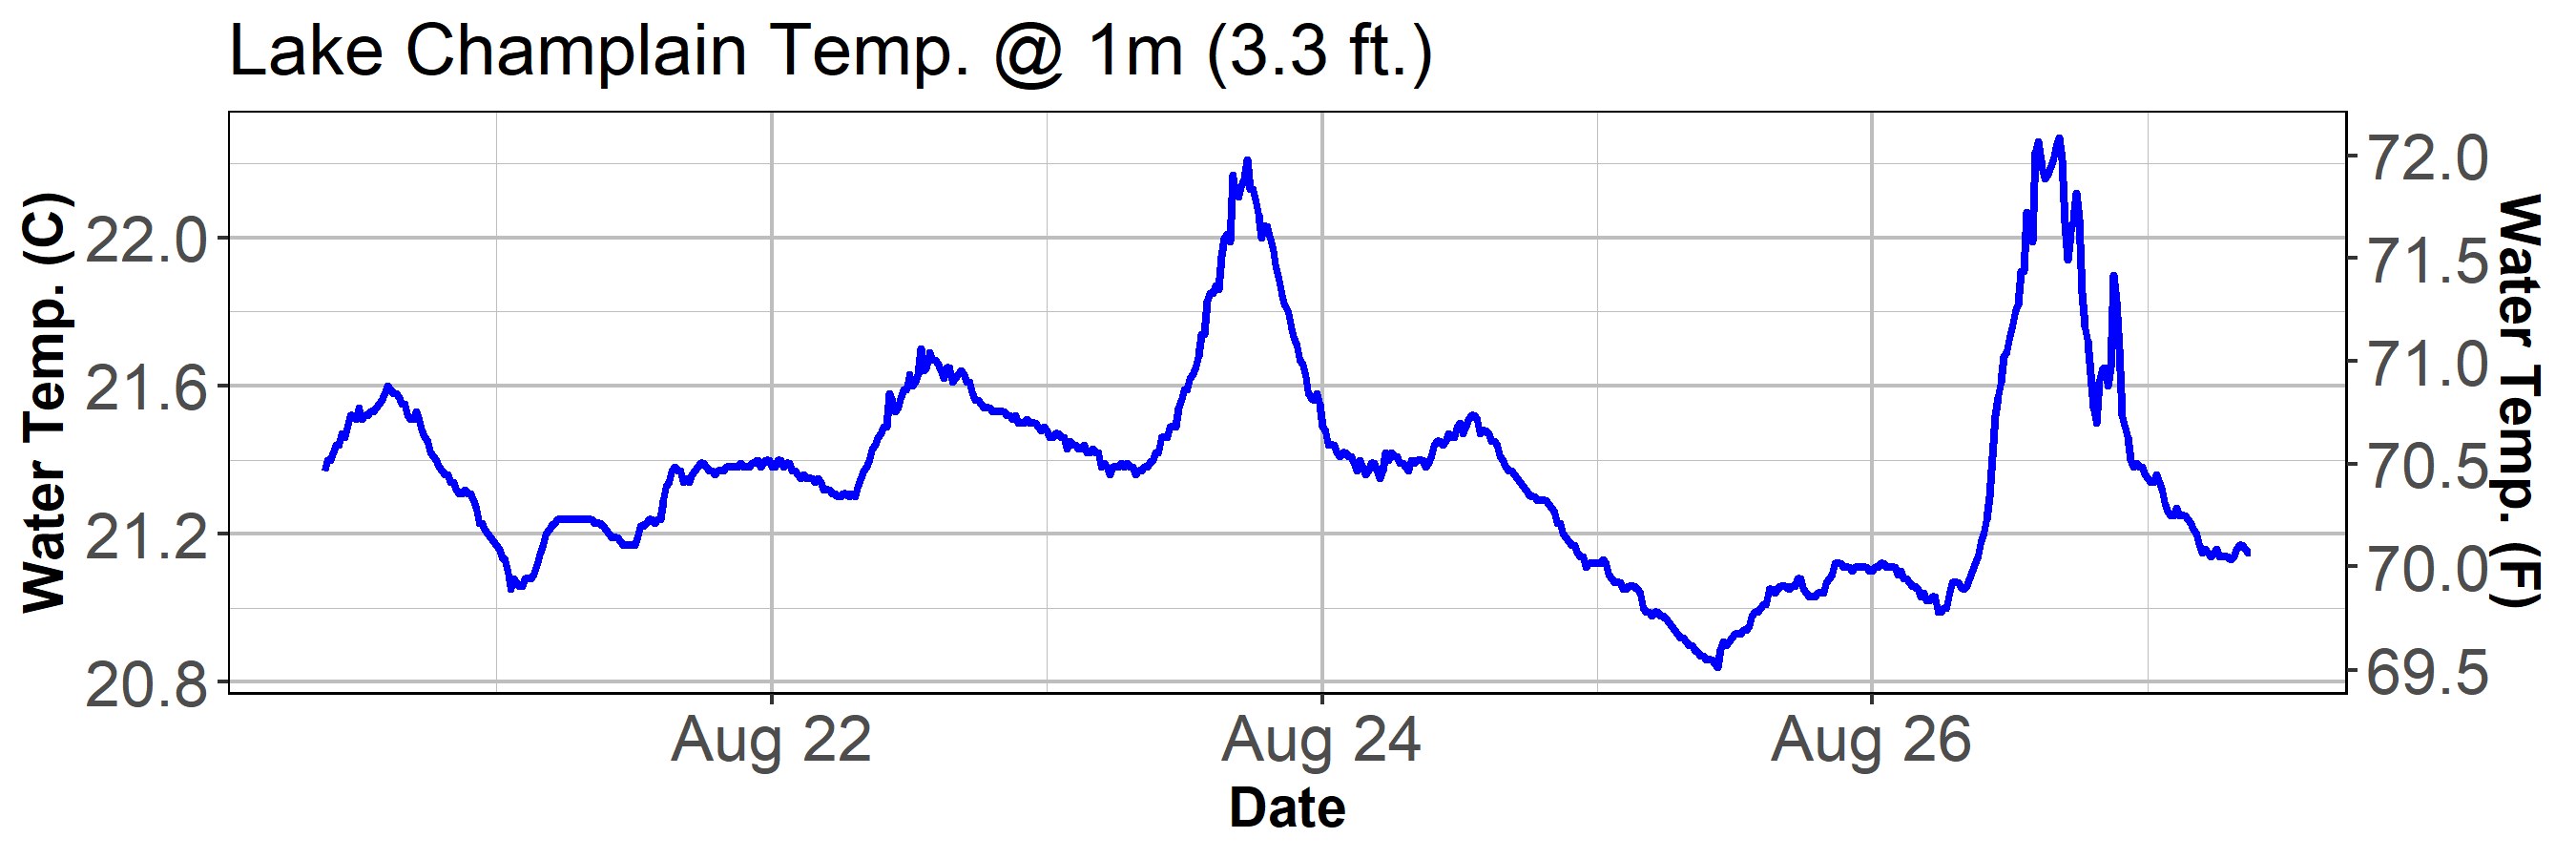 Lake Champlain Temp. @ 1m (3.3 ft.)
Water Temp. (C)
22.0
21.6
21.2
20.8
72.0
71.5
71.0
70.5
70.0
69.5
Water Temp. (F)
Aug 22
Aug 24
Aug 26
Date